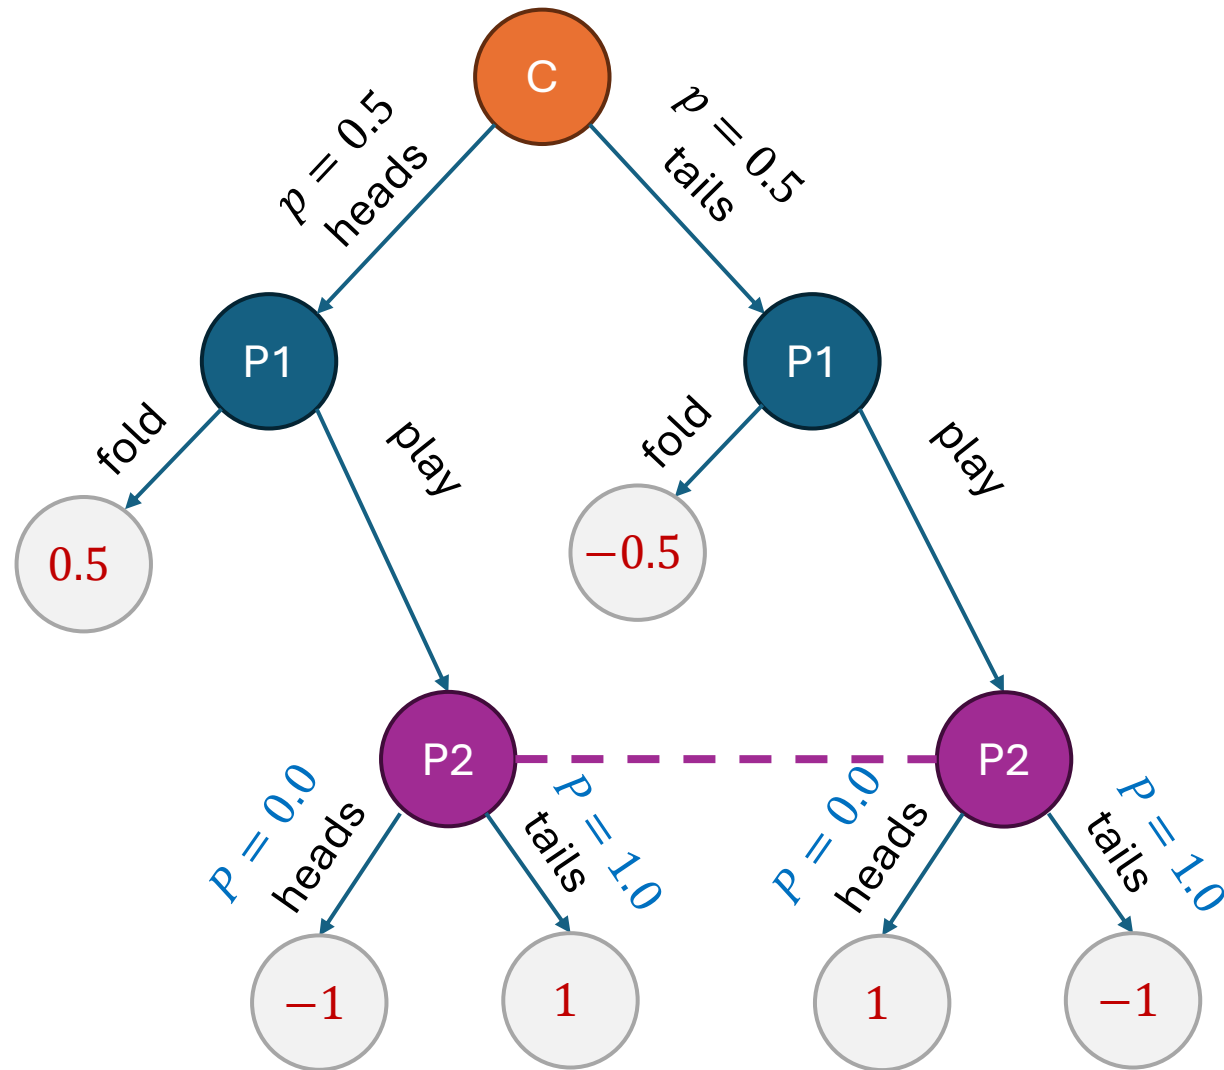 C
p = 0.5
heads
p = 0.5
tails
P1
P1
fold
play
fold
play
0.5
−0.5
P2
P2
P = 0.0
heads
P = 1.0
tails
P = 0.0
heads
P = 1.0
tails
−1
1
1
−1